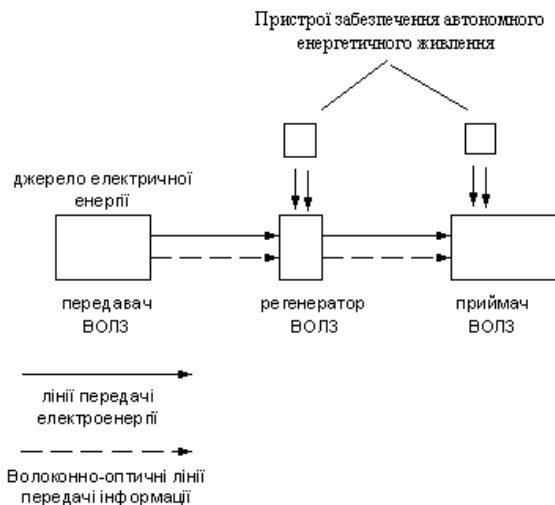 Пристрої забезпечення автономного
енергетичного живлення
джерело електричної
енергії
передавач
ВОЛЗ
регенератор
ВОЛЗ
приймач
ВОЛЗ
лінії передачі
електроенергії
Волоконно-оптичні лінії
передачі інформації